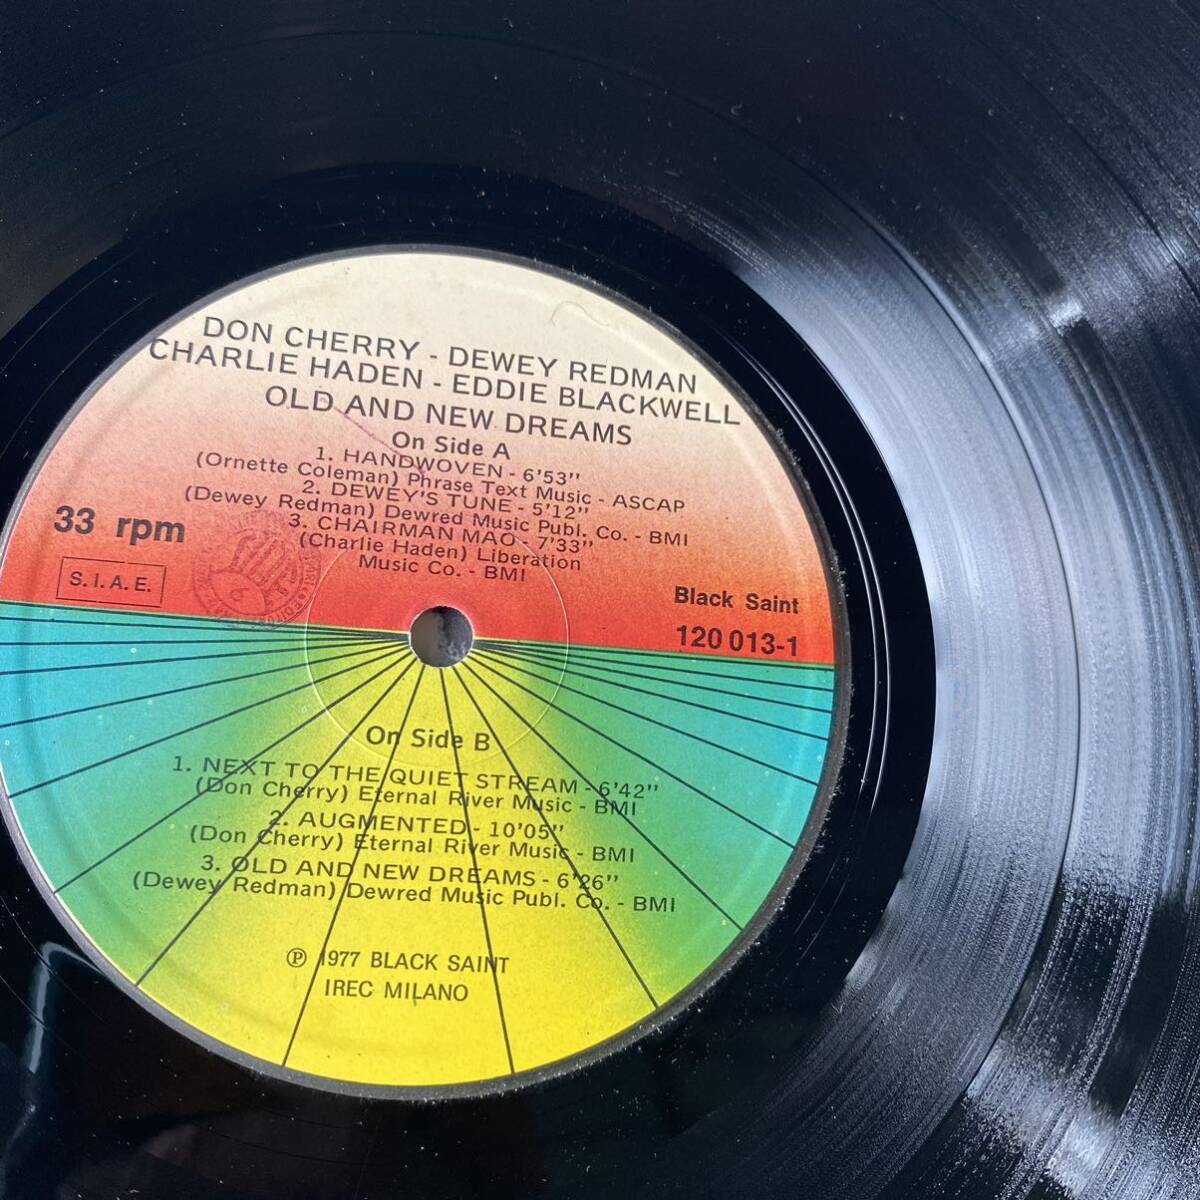 DON CHERRY - DEWEY REDMAN
CHARLIE HADEN - EDDIE BLACKWELL
OLD AND NEW DREAMS
On Side A
1. HANDWOVEN - 6'53"
(Ornette Coleman) Phrase Text Music - ASCAP
2. DEWEY'S TUNE - 5'12"
(Dewey Redman) Dewred Music Publ. Co. - BMI
3. CHAIRMAN MAO - 7'33"
(Charlie Haden) Liberation
Music Co. - BMI
33 rpm
S.I.A.E.
Black Saint
120 013-1
On Side B
1. NEXT TO THE QUIET STREAM - 6'42"
(Don Cherry) Eternal River Music - BMI
2. AUGMENTED - 10'05"
(Don Cherry) Eternal River Music - BMI
3. OLD AND NEW DREAMS - 6'26"
(Dewey Redman) Dewred Music Publ. Co. - BMI
Ⓟ 1977 BLACK SAINT
IREC MILANO